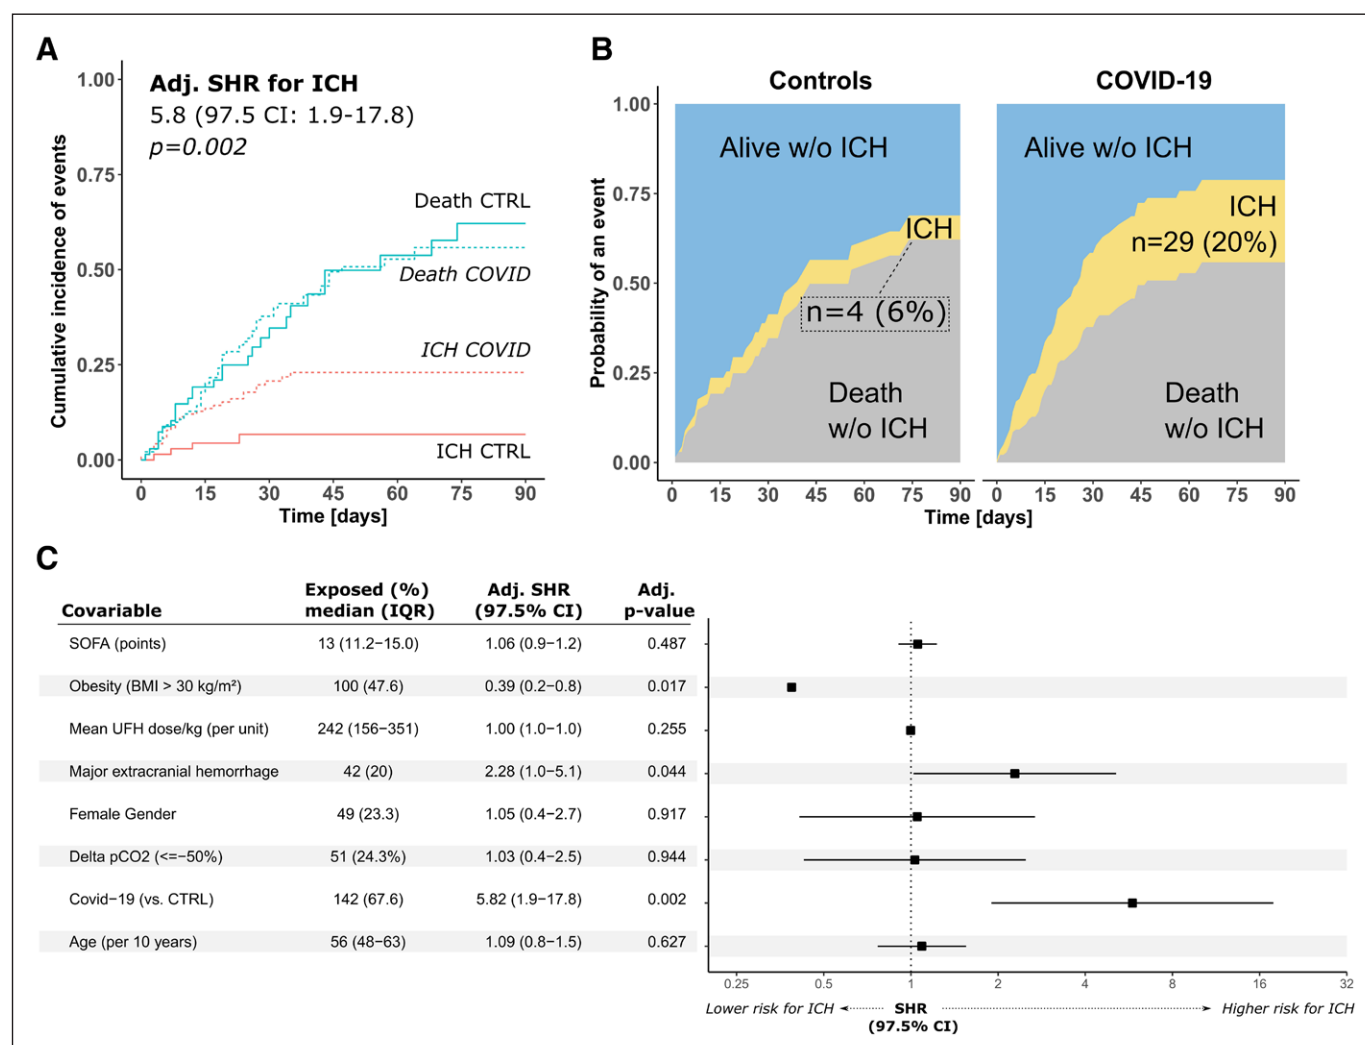 A
Adj. SHR for ICH
5.8 (97.5 CI: 1.9-17.8)
p=0.002
Cumulative incidence of events
1.00
0.75
0.50
0.25
0.00
Death CTRL
Death COVID
ICH COVID
ICH CTRL
0 15 30 45 60 75 90
Time [days]
B
Controls COVID-19
Probability of an event
1.00
0.75
0.50
0.25
0.00
Alive w/o ICH
ICH
n=4 (6%)
Death
w/o ICH
Alive w/o ICH
ICH
n=29 (20%)
Death
w/o ICH
0 15 30 45 60 75 90 0 15 30 45 60 75 90
Time [days]
C
Covariable Exposed (%) median (IQR) Adj. SHR (97.5% CI) Adj. p-value
SOFA (points) 13 (11.2−15.0) 1.06 (0.9−1.2) 0.487
Obesity (BMI > 30 kg/m²) 100 (47.6) 0.39 (0.2−0.8) 0.017
Mean UFH dose/kg (per unit) 242 (156−351) 1.00 (1.0−1.0) 0.255
Major extracranial hemorrhage 42 (20) 2.28 (1.0−5.1) 0.044
Female Gender 49 (23.3) 1.05 (0.4−2.7) 0.917
Delta pCO2 (<=−50%) 51 (24.3%) 1.03 (0.4−2.5) 0.944
Covid−19 (vs. CTRL) 142 (67.6) 5.82 (1.9−17.8) 0.002
Age (per 10 years) 56 (48−63) 1.09 (0.8−1.5) 0.627
0.25 0.5 1 2 4 8 16 32
Lower risk for ICH SHR Higher risk for ICH
(97.5% CI)